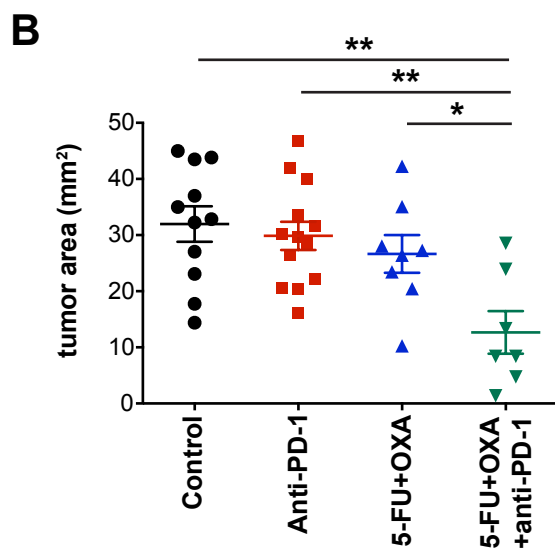 B
**
**
*
50
40
30
20
10
0
tumor area (mm²)
Control
Anti-PD-1
5-FU+OXA
5-FU+OXA
+anti-PD-1